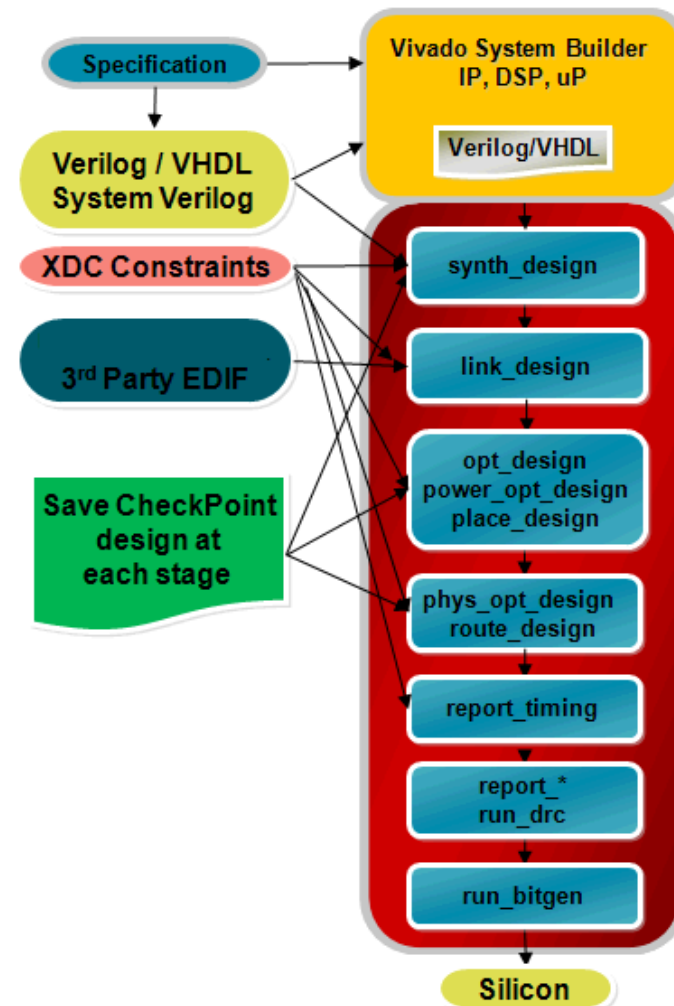 Specification
Vivado System Builder
IP, DSP, uP
Verilog/VHDL
Verilog / VHDL
System Verilog
XDC Constraints
3rd Party EDIF
Save CheckPoint
design at
each stage
synth_design
link_design
opt_design
power_opt_design
place_design
phys_opt_design
route_design
report_timing
report_*
run_drc
run_bitgen
Silicon